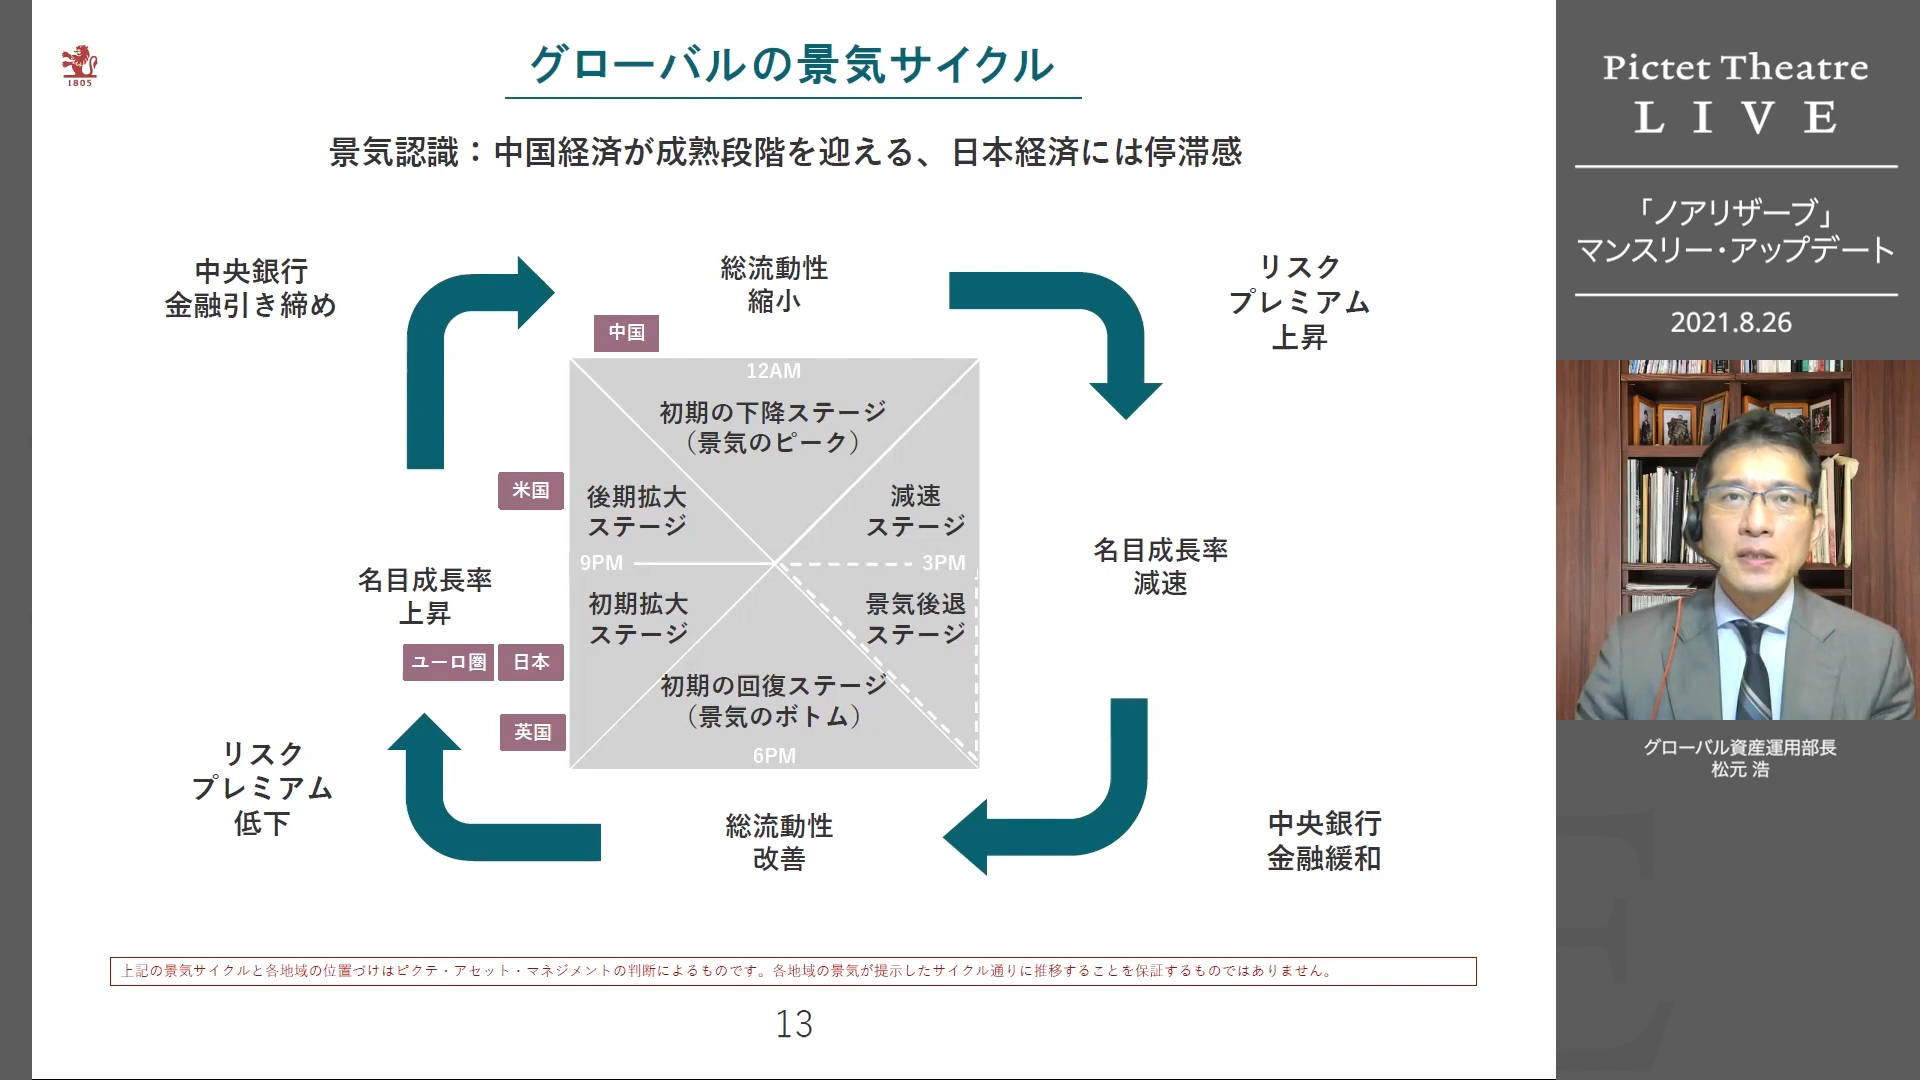 1805
グローバルの景気サイクル
景気認識：中国経済が成熟段階を迎える、日本経済には停滞感
中央銀行
金融引き締め
総流動性
縮小
リスク
プレミアム
上昇
中国
12AM
初期の下降ステージ
（景気のピーク）
米国
後期拡大
ステージ
減速
ステージ
9PM
3PM
名目成長率
上昇
名目成長率
減速
初期拡大
ステージ
景気後退
ステージ
ユーロ圏
日本
初期の回復ステージ
（景気のボトム）
英国
6PM
リスク
プレミアム
低下
総流動性
改善
中央銀行
金融緩和
上記の景気サイクルと各地域の位置づけはピクテ・アセット・マネジメントの判断によるものです。各地域の景気が提示したサイクル通りに推移することを保証するものではありません。
13
Pictet Theatre
LIVE
「ノアリザーブ」
マンスリー・アップデート
2021.8.26
グローバル資産運用部長
松元 浩